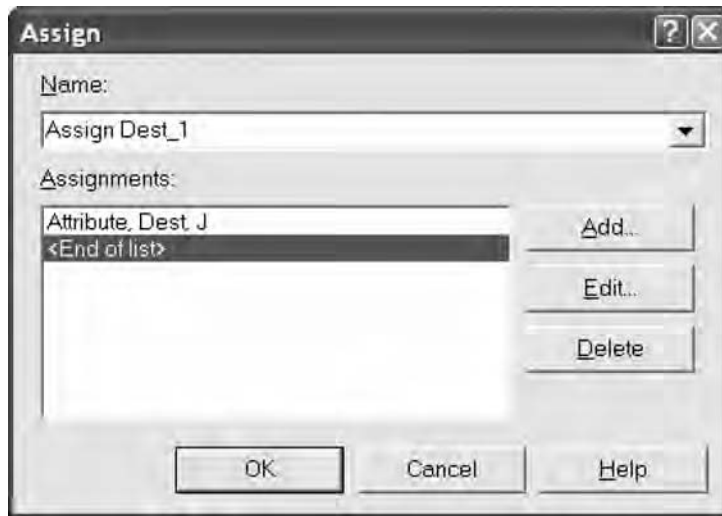 Assign
?
Name:
Assign Dest_1
Assignments:
Attribute, Dest, J
<End of list>
Add...
Edit...
Delete
OK
Cancel
Help